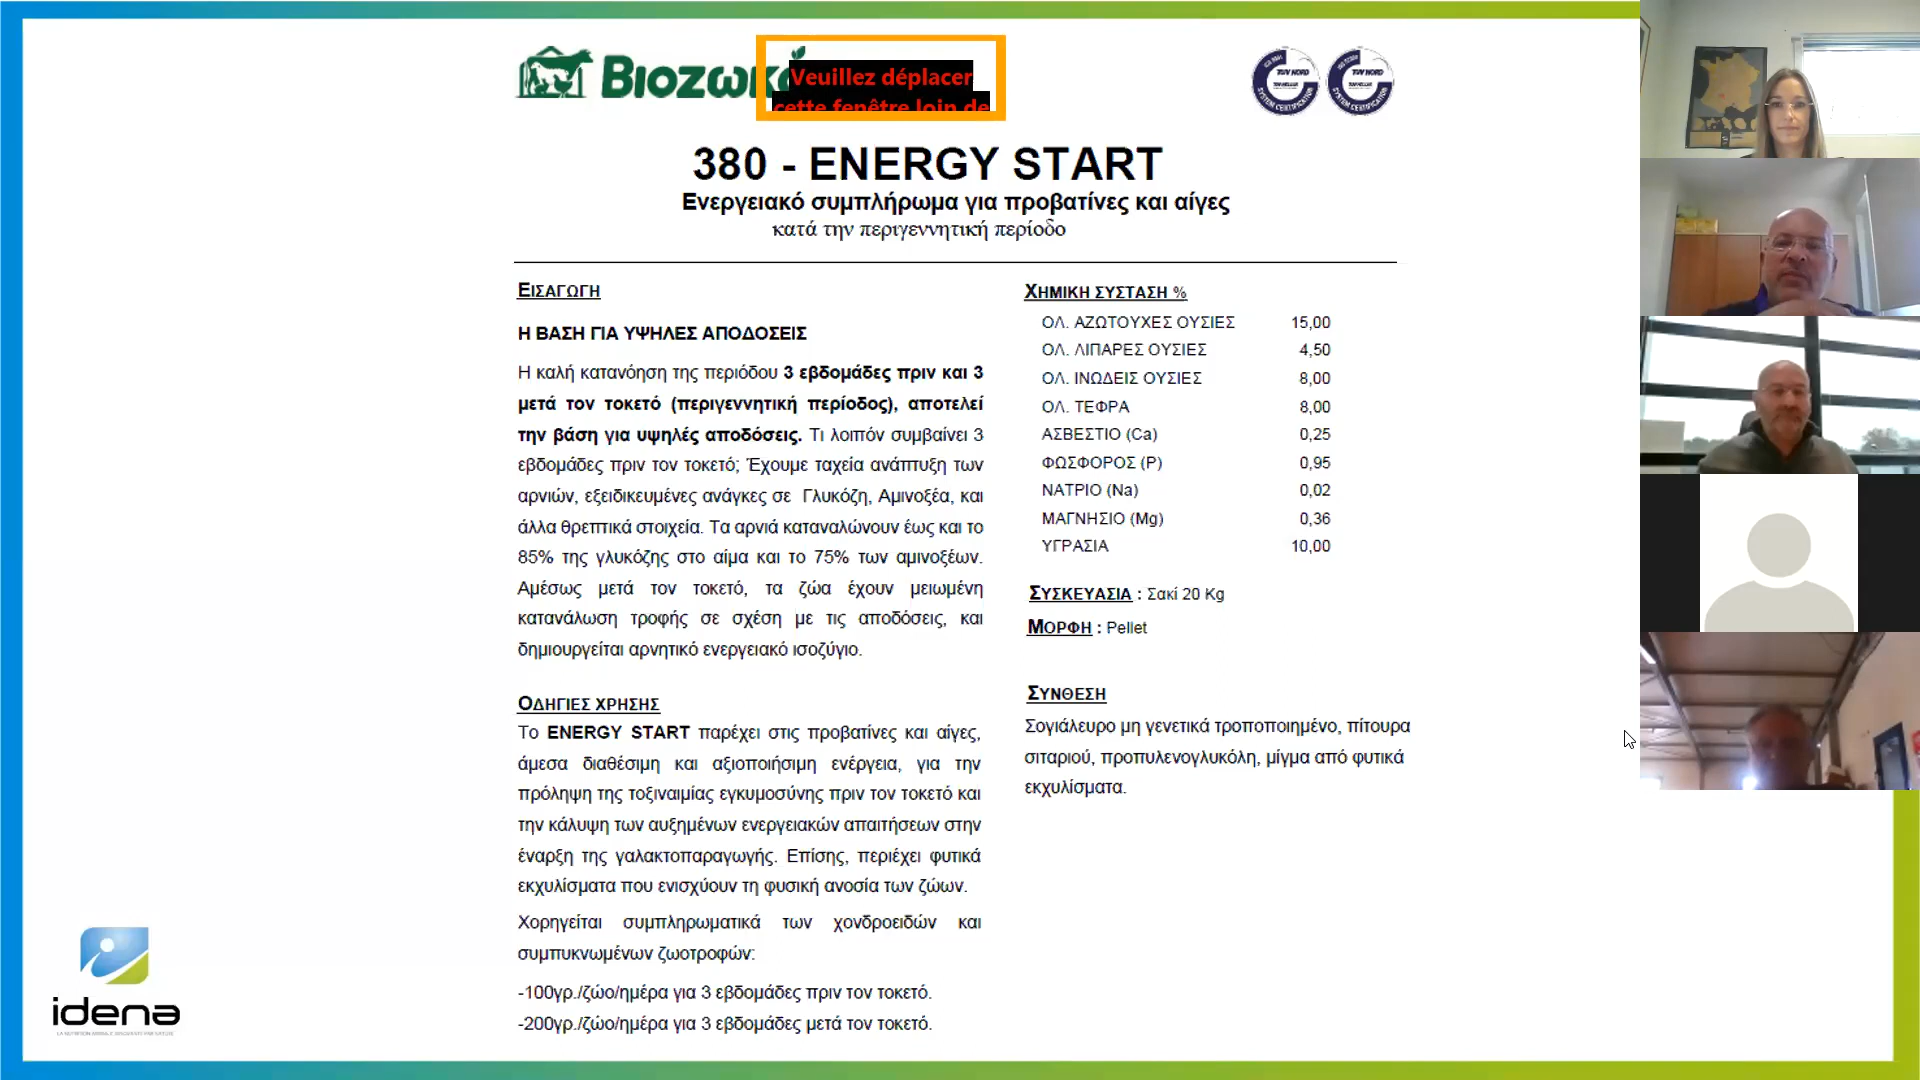 Βιοζωκ
Veuillez déplacer
cette fenêtre loin de
TUV NORD
TUV NORD
SYSTEM CERTIFICATION
SYSTEM CERTIFICATION
380 - ENERGY START
Ενεργειακό συμπλήρωμα για προβατίνες και αίγες
κατά την περιγεννητική περίοδο
ΕΙΣΑΓΩΓΗ
Η ΒΑΣΗ ΓΙΑ ΥΨΗΛΕΣ ΑΠΟΔΟΣΕΙΣ
Η καλή κατανόηση της περιόδου 3 εβδομάδες πριν και 3
μετά τον τοκετό (περιγεννητική περίοδος), αποτελεί
την βάση για υψηλές αποδόσεις. Τι λοιπόν συμβαίνει 3
εβδομάδες πριν τον τοκετό; Έχουμε ταχεία ανάπτυξη των
αρνιών, εξειδικευμένες ανάγκες σε Γλυκόζη, Αμινοξέα, και
άλλα θρεπτικά στοιχεία. Τα αρνιά καταναλώνουν έως και το
85% της γλυκόζης στο αίμα και το 75% των αμινοξέων.
Αμέσως μετά τον τοκετό, τα ζώα έχουν μειωμένη
κατανάλωση τροφής σε σχέση με τις αποδόσεις, και
δημιουργείται αρνητικό ενεργειακό ισοζύγιο.
ΟΔΗΓΙΕΣ ΧΡΗΣΗΣ
Το ENERGY START παρέχει στις προβατίνες και αίγες,
άμεσα διαθέσιμη και αξιοποιήσιμη ενέργεια, για την
πρόληψη της τοξιναιμίας εγκυμοσύνης πριν τον τοκετό και
την κάλυψη των αυξημένων ενεργειακών απαιτήσεων στην
έναρξη της γαλακτοπαραγωγής. Επίσης, περιέχει φυτικά
εκχυλίσματα που ενισχύουν τη φυσική ανοσία των ζώων.
Χορηγείται συμπληρωματικά των χονδροειδών και
συμπυκνωμένων ζωοτροφών:
-100γρ./ζώο/ημέρα για 3 εβδομάδες πριν τον τοκετό.
-200γρ./ζώο/ημέρα για 3 εβδομάδες μετά τον τοκετό.
ΧΗΜΙΚΗ ΣΥΣΤΑΣΗ %
ΟΛ. ΑΖΩΤΟΥΧΕΣ ΟΥΣΙΕΣ 15,00
ΟΛ. ΛΙΠΑΡΕΣ ΟΥΣΙΕΣ 4,50
ΟΛ. ΙΝΩΔΕΙΣ ΟΥΣΙΕΣ 8,00
ΟΛ. ΤΕΦΡΑ 8,00
ΑΣΒΕΣΤΙΟ (Ca) 0,25
ΦΩΣΦΟΡΟΣ (P) 0,95
ΝΑΤΡΙΟ (Na) 0,02
ΜΑΓΝΗΣΙΟ (Mg) 0,36
ΥΓΡΑΣΙΑ 10,00
ΣΥΣΚΕΥΑΣΙΑ : Σακί 20 Kg
ΜΟΡΦΗ : Pellet
ΣΥΝΘΕΣΗ
Σογιάλευρο μη γενετικά τροποποιημένο, πίτουρα
σιταριού, προπυλενογλυκόλη, μίγμα από φυτικά
εκχυλίσματα.
idena